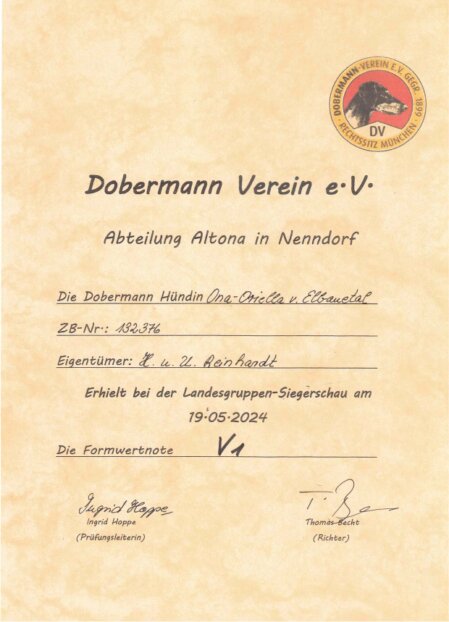 DOBERMANN-VEREIN E.V. GEGR. 1899
DV
RECHTSSITZ MÜNCHEN
Dobermann Verein e.V.
Abteilung Altona in Nenndorf
Die Dobermann Hündin Ona-Oriella v. Elbauetal
ZB-Nr.: 132376
Eigentümer: H. u. U. Reinhardt
Erhielt bei der Landesgruppen-Siegerschau am
19.05.2024
Die Formwertnote V1
Ingrid Hoppe
Ingrid Hoppe
Thomas Becht
(Prüfungsleiterin)
(Richter)